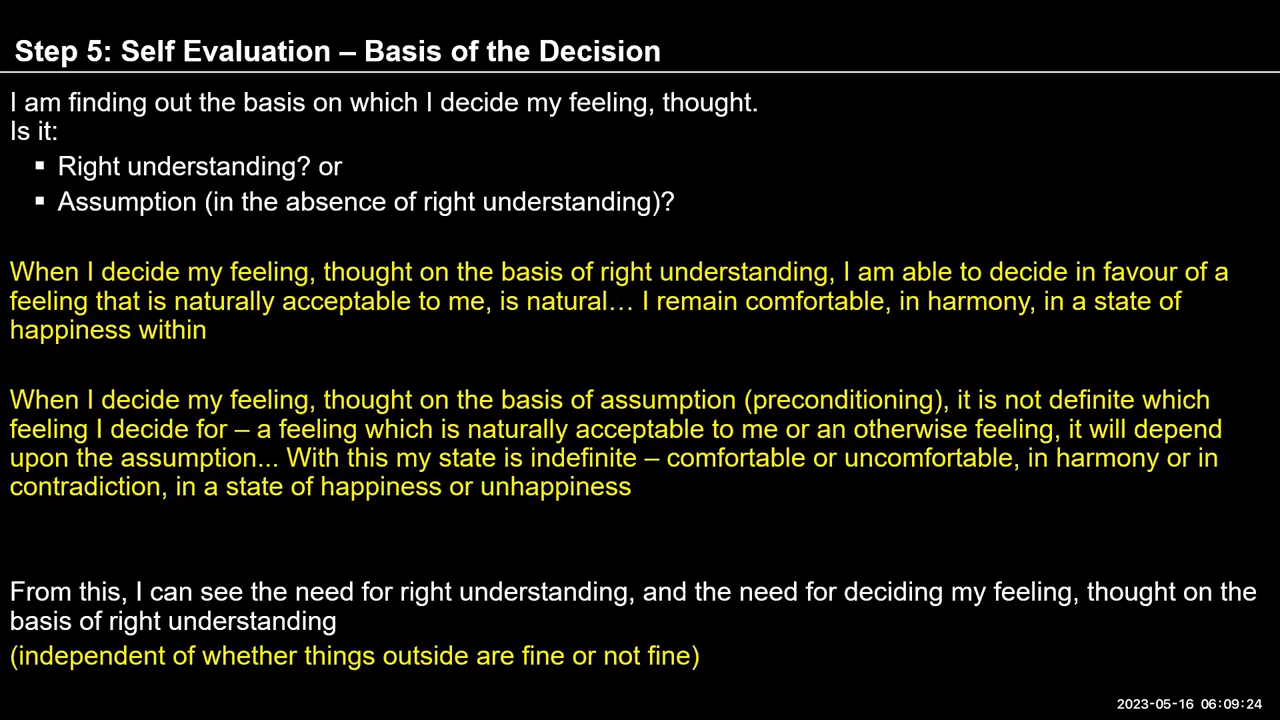 Step 5: Self Evaluation – Basis of the Decision
I am finding out the basis on which I decide my feeling, thought.
Is it:
▪ Right understanding? or
▪ Assumption (in the absence of right understanding)?
When I decide my feeling, thought on the basis of right understanding, I am able to decide in favour of a
feeling that is naturally acceptable to me, is natural… I remain comfortable, in harmony, in a state of
happiness within
When I decide my feeling, thought on the basis of assumption (preconditioning), it is not definite which
feeling I decide for – a feeling which is naturally acceptable to me or an otherwise feeling, it will depend
upon the assumption... With this my state is indefinite – comfortable or uncomfortable, in harmony or in
contradiction, in a state of happiness or unhappiness
From this, I can see the need for right understanding, and the need for deciding my feeling, thought on the
basis of right understanding
(independent of whether things outside are fine or not fine)
2023-05-16 06:09:24